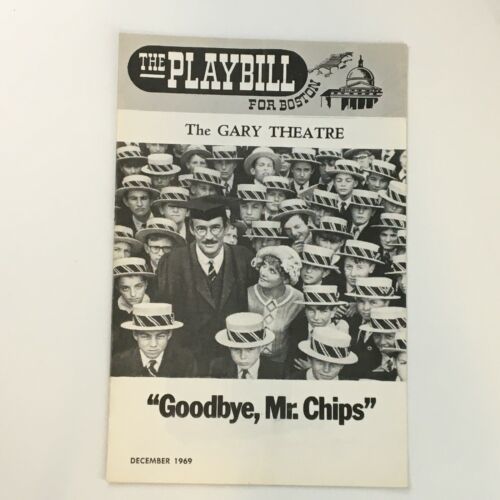 THE PLAYBILL
FOR BOSTON
The GARY THEATRE
"Goodbye, Mr. Chips"
DECEMBER 1969